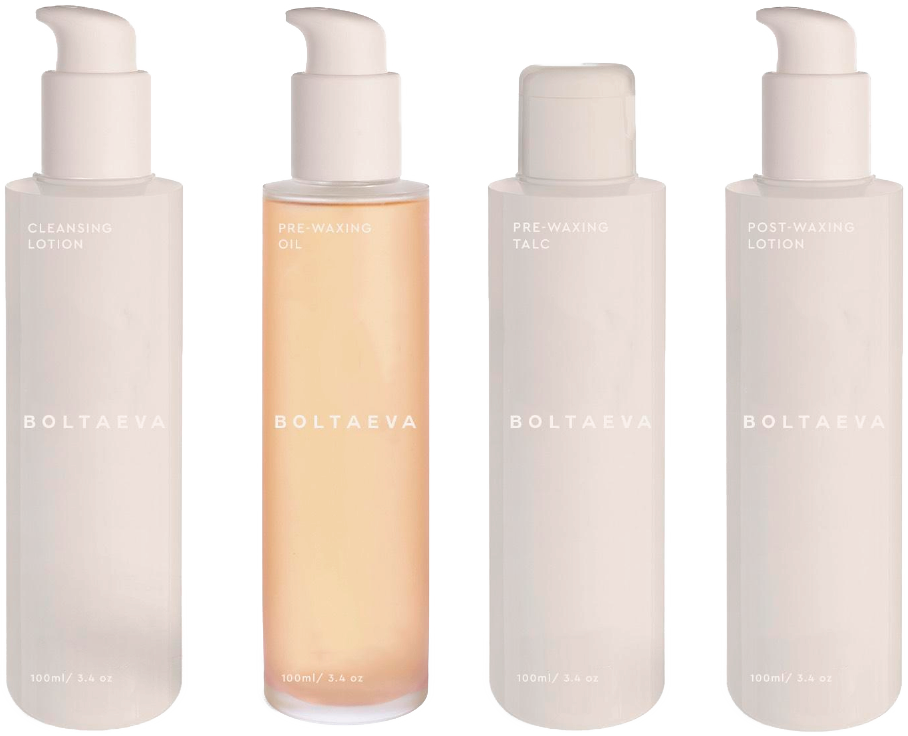 CLEANSING
LOTION
BOLTAEVA
100ml/ 3.4 oz
PRE-WAXING
OIL
BOLTAEVA
100ml/ 3.4 oz
PRE-WAXING
TALC
BOLTAEVA
100ml/ 3.4 oz
POST-WAXING
LOTION
BOLTAEVA
100ml/ 3.4 oz